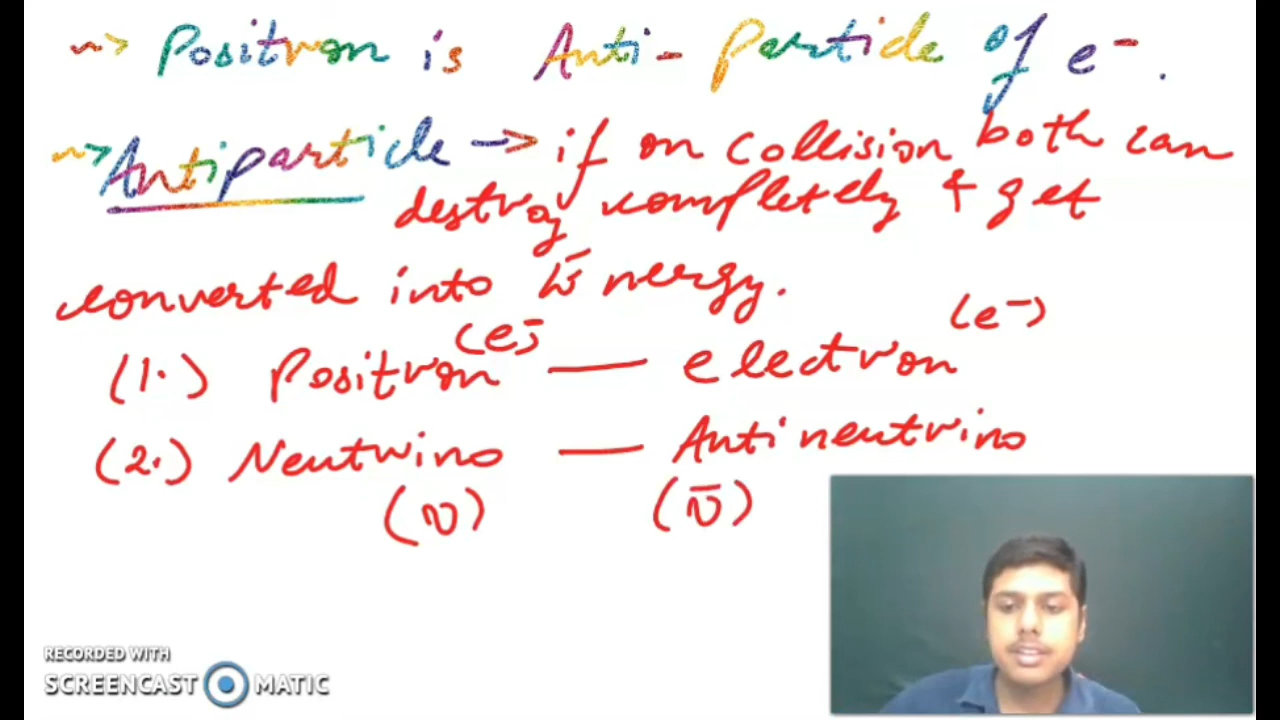 ~> Positron is Anti-Particle of e⁻.
~> Antiparticle → if on collision both can
destroy completely & get
converted into Energy.
(1.) Positron (e⁻) — electron (e⁻)
(2.) Neutrino — Antineutrino
(ν) (ν̄)
RECORDED WITH
SCREENCAST MATIC